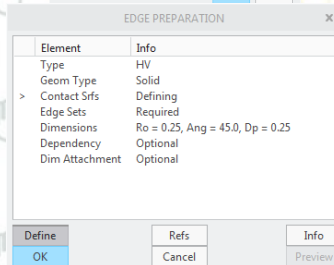 EDGE PREPARATION x
Element Info
Type HV
Geom Type Solid
> Contact Srfs Defining
Edge Sets Required
Dimensions Ro = 0.25, Ang = 45.0, Dp = 0.25
Dependency Optional
Dim Attachment Optional
Define Refs Info
OK Cancel Preview